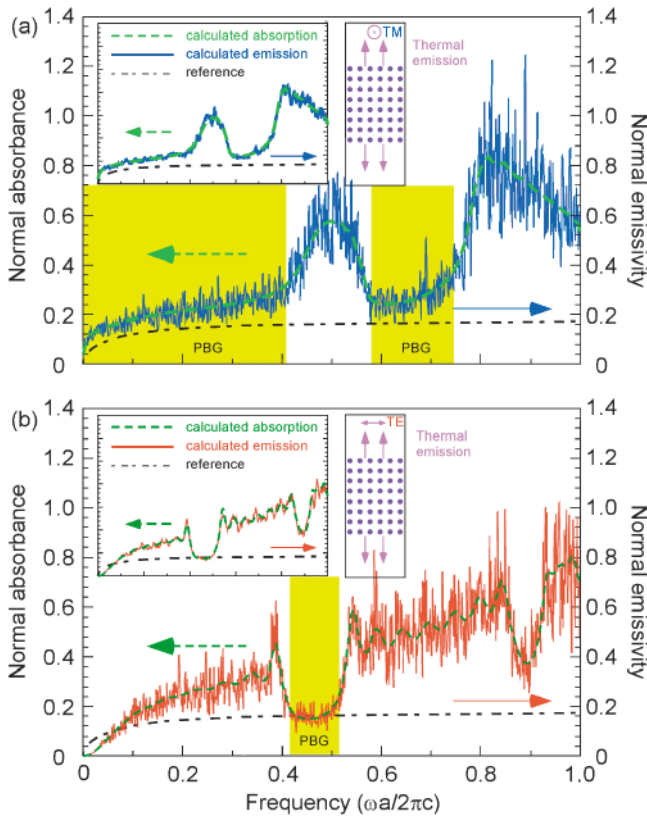 (a)
calculated absorption
calculated emission
reference
TM
Thermal
emission
PBG
PBG
Normal absorbance
Normal emissivity
1.4
1.2
1.0
0.8
0.6
0.4
0.2
0
1.4
1.2
1.0
0.8
0.6
0.4
0.2
0
(b)
calculated absorption
calculated emission
reference
TE
Thermal
emission
PBG
Normal absorbance
Normal emissivity
1.4
1.2
1.0
0.8
0.6
0.4
0.2
0
1.4
1.2
1.0
0.8
0.6
0.4
0.2
0
0 0.2 0.4 0.6 0.8 1.0
Frequency (ωa/2πc)